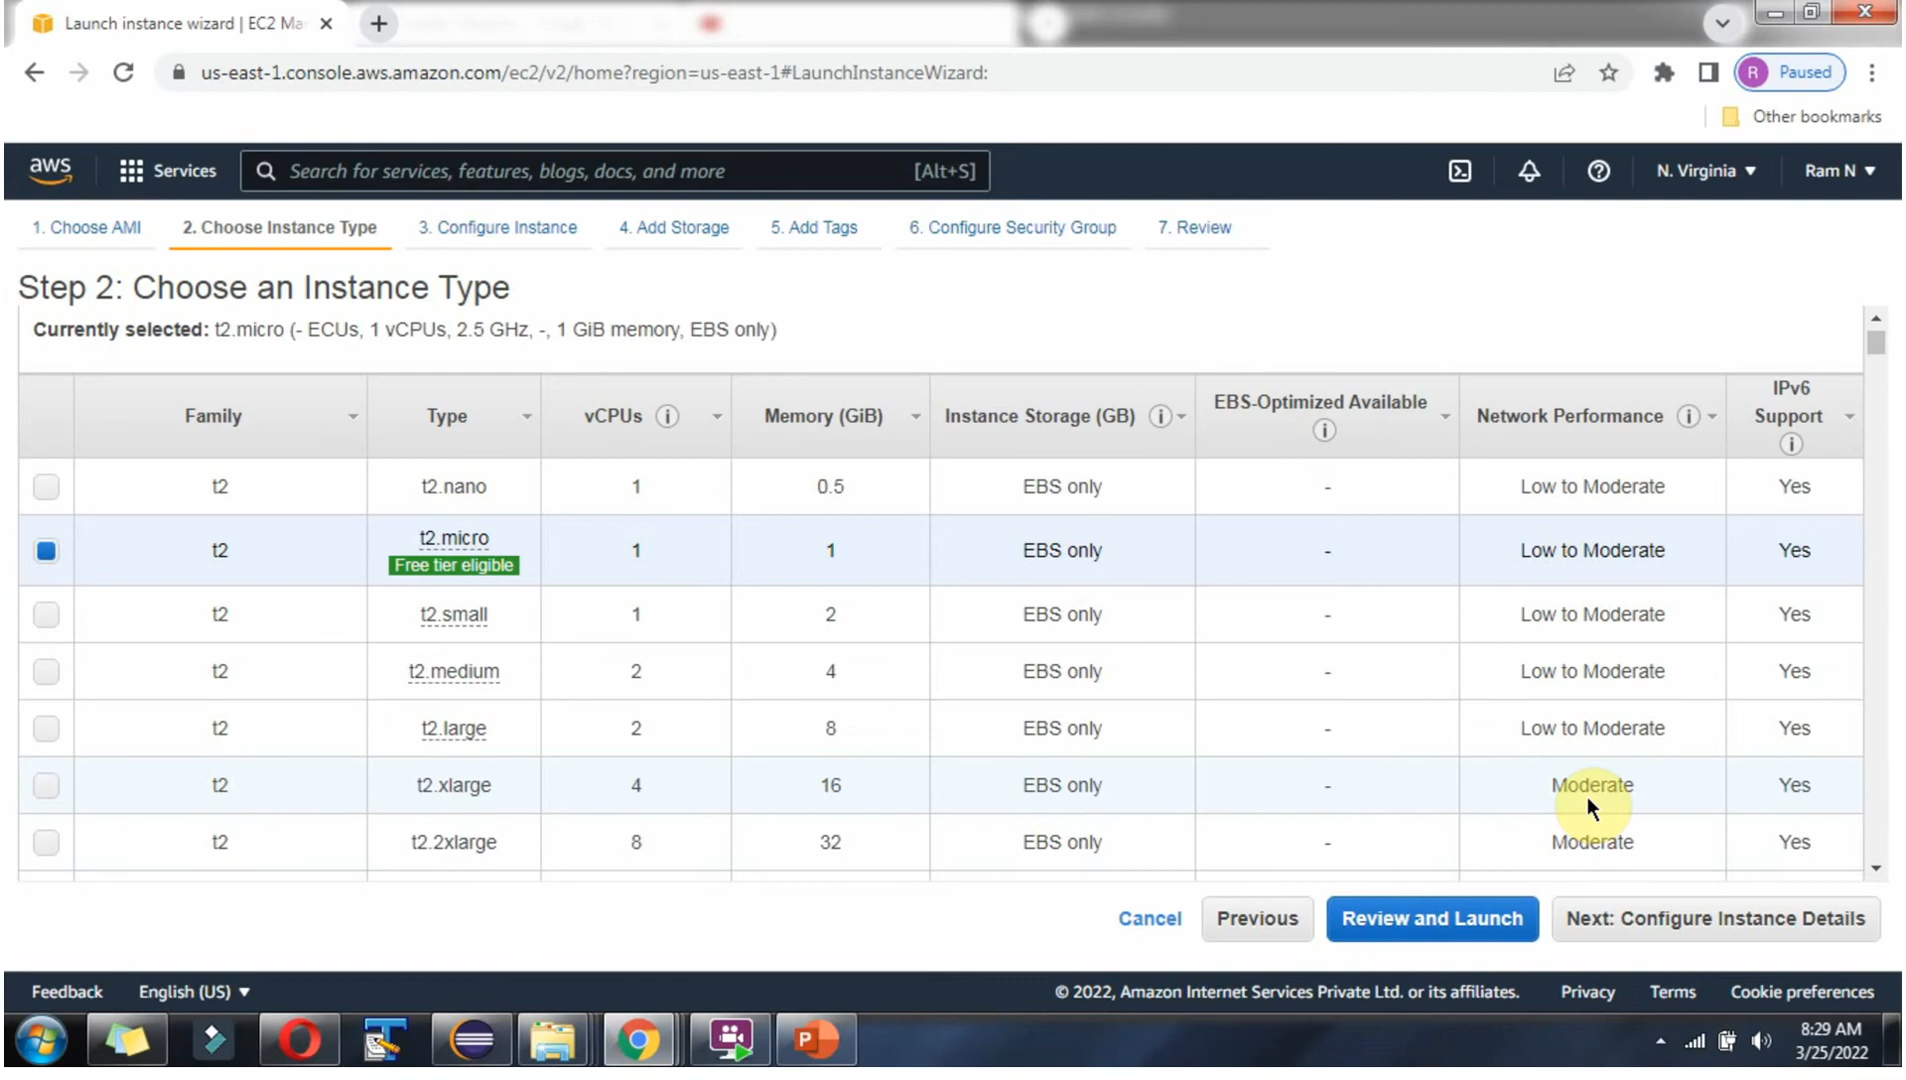 Launch instance wizard | EC2 Ma
us-east-1.console.aws.amazon.com/ec2/v2/home?region=us-east-1#LaunchInstanceWizard:
R Paused
Other bookmarks
aws Services Search for services, features, blogs, docs, and more [Alt+S] N. Virginia Ram N
1. Choose AMI 2. Choose Instance Type 3. Configure Instance 4. Add Storage 5. Add Tags 6. Configure Security Group 7. Review
Step 2: Choose an Instance Type
Currently selected: t2.micro (- ECUs, 1 vCPUs, 2.5 GHz, -, 1 GiB memory, EBS only)
Family Type vCPUs Memory (GiB) Instance Storage (GB) EBS-Optimized Available Network Performance IPv6 Support
t2 t2.nano 1 0.5 EBS only - Low to Moderate Yes
t2 t2.micro 1 1 EBS only - Low to Moderate Yes
Free tier eligible
t2 t2.small 1 2 EBS only - Low to Moderate Yes
t2 t2.medium 2 4 EBS only - Low to Moderate Yes
t2 t2.large 2 8 EBS only - Low to Moderate Yes
t2 t2.xlarge 4 16 EBS only - Moderate Yes
t2 t2.2xlarge 8 32 EBS only - Moderate Yes
Cancel Previous Review and Launch Next: Configure Instance Details
Feedback English (US) © 2022, Amazon Internet Services Private Ltd. or its affiliates. Privacy Terms Cookie preferences
8:29 AM
3/25/2022